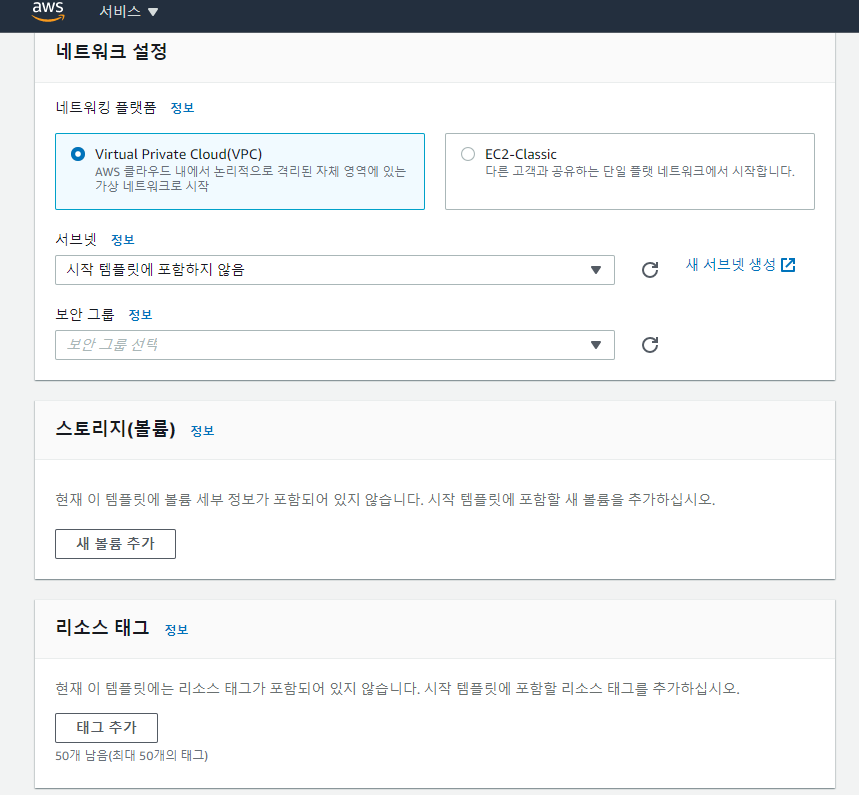 aws
서비스
네트워크 설정
네트워킹 플랫폼 정보
Virtual Private Cloud(VPC)
AWS 클라우드 내에서 논리적으로 격리된 자체 영역에 있는
가상 네트워크로 시작
EC2-Classic
다른 고객과 공유하는 단일 플랫 네트워크에서 시작합니다.
서브넷 정보
시작 템플릿에 포함하지 않음
새 서브넷 생성
보안 그룹 정보
보안 그룹 선택
스토리지(볼륨) 정보
현재 이 템플릿에 볼륨 세부 정보가 포함되어 있지 않습니다. 시작 템플릿에 포함할 새 볼륨을 추가하십시오.
새 볼륨 추가
리소스 태그 정보
현재 이 템플릿에는 리소스 태그가 포함되어 있지 않습니다. 시작 템플릿에 포함할 리소스 태그를 추가하십시오.
태그 추가
50개 남음(최대 50개의 태그)